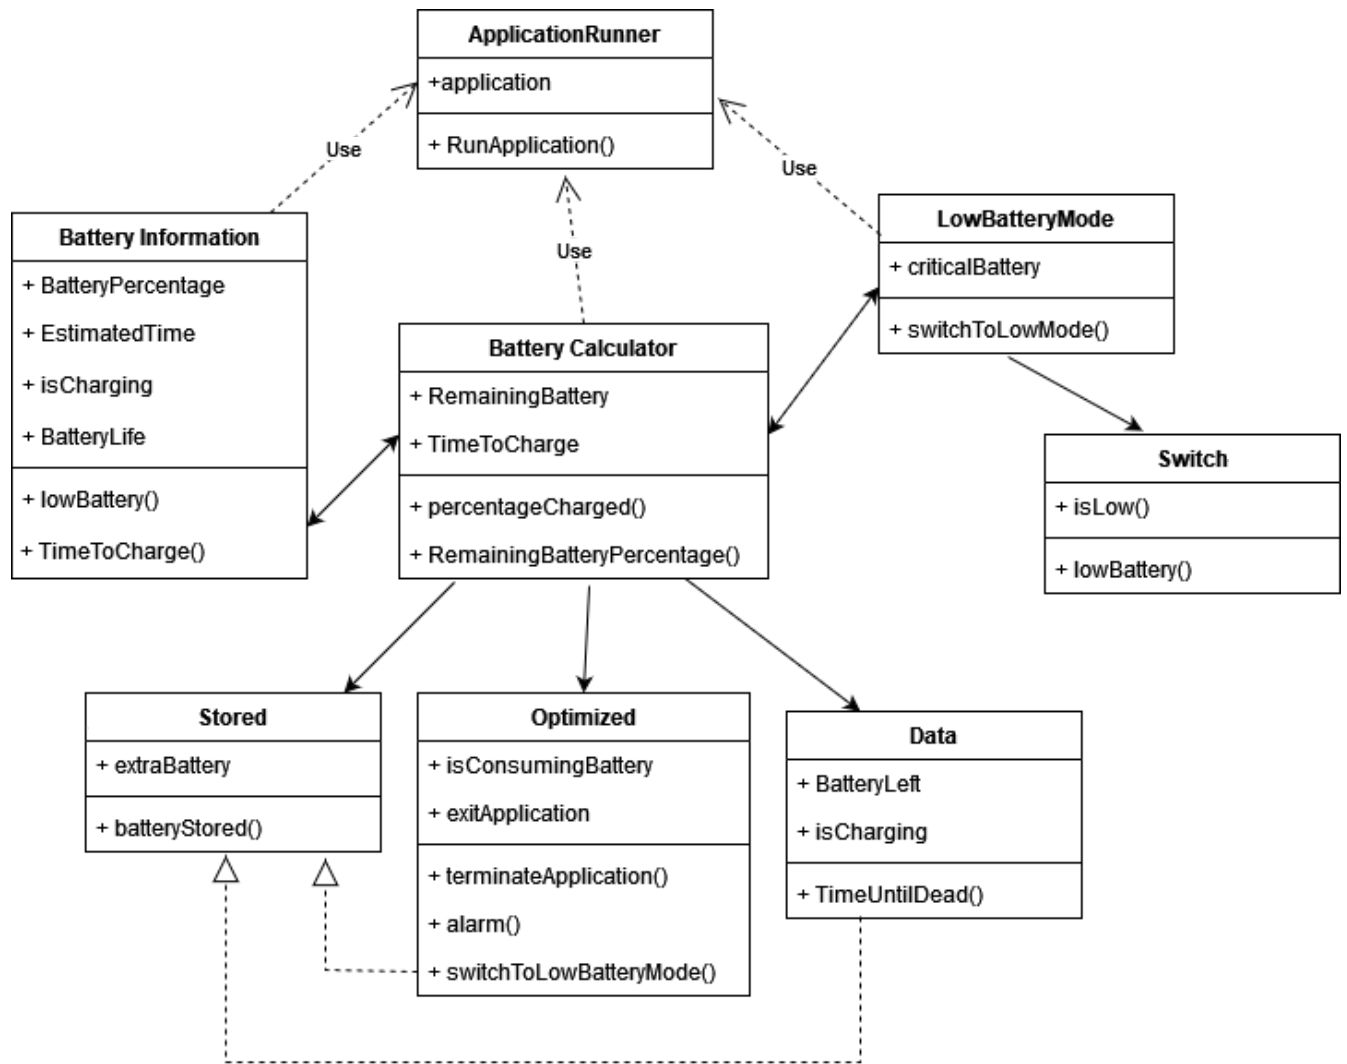 ApplicationRunner
+application
+ RunApplication()
Use
Use
Use
Battery Information
+ BatteryPercentage
+ EstimatedTime
+ isCharging
+ BatteryLife
+ lowBattery()
+ TimeToCharge()
Battery Calculator
+ RemainingBattery
+ TimeToCharge
+ percentageCharged()
+ RemainingBatteryPercentage()
LowBatteryMode
+ criticalBattery
+ switchToLowMode()
Switch
+ isLow()
+ lowBattery()
Stored
+ extraBattery
+ batteryStored()
Optimized
+ isConsumingBattery
+ exitApplication
+ terminateApplication()
+ alarm()
+ switchToLowBatteryMode()
Data
+ BatteryLeft
+ isCharging
+ TimeUntilDead()